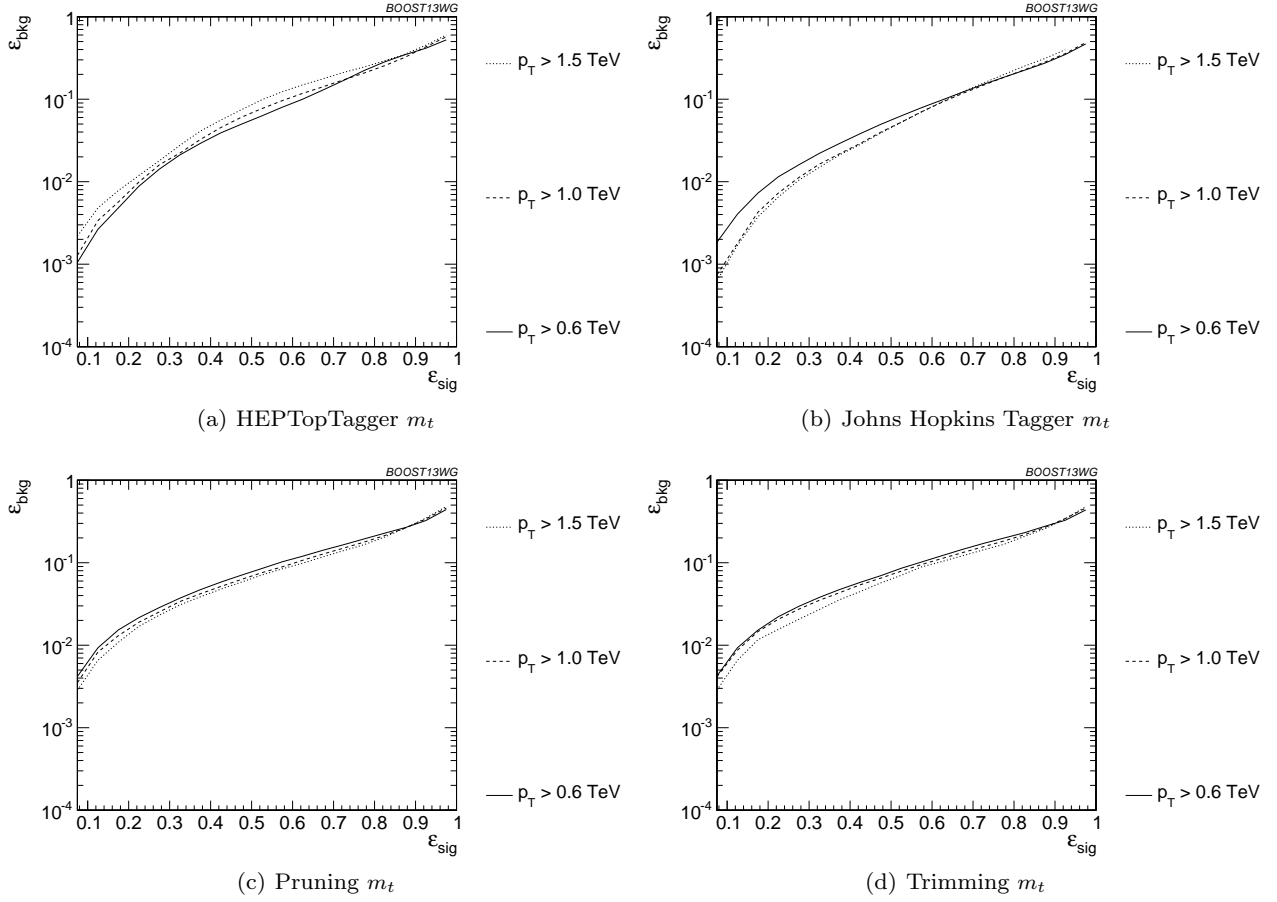 BOOST13WG
ε_bkg
1
10^-1
10^-2
10^-3
10^-4
0.1 0.2 0.3 0.4 0.5 0.6 0.7 0.8 0.9 1
ε_sig
p_T > 1.5 TeV
p_T > 1.0 TeV
p_T > 0.6 TeV
(a) HEPTopTagger m_t
BOOST13WG
ε_bkg
1
10^-1
10^-2
10^-3
10^-4
0.1 0.2 0.3 0.4 0.5 0.6 0.7 0.8 0.9 1
ε_sig
p_T > 1.5 TeV
p_T > 1.0 TeV
p_T > 0.6 TeV
(b) Johns Hopkins Tagger m_t
BOOST13WG
ε_bkg
1
10^-1
10^-2
10^-3
10^-4
0.1 0.2 0.3 0.4 0.5 0.6 0.7 0.8 0.9 1
ε_sig
p_T > 1.5 TeV
p_T > 1.0 TeV
p_T > 0.6 TeV
(c) Pruning m_t
BOOST13WG
ε_bkg
1
10^-1
10^-2
10^-3
10^-4
0.1 0.2 0.3 0.4 0.5 0.6 0.7 0.8 0.9 1
ε_sig
p_T > 1.5 TeV
p_T > 1.0 TeV
p_T > 0.6 TeV
(d) Trimming m_t